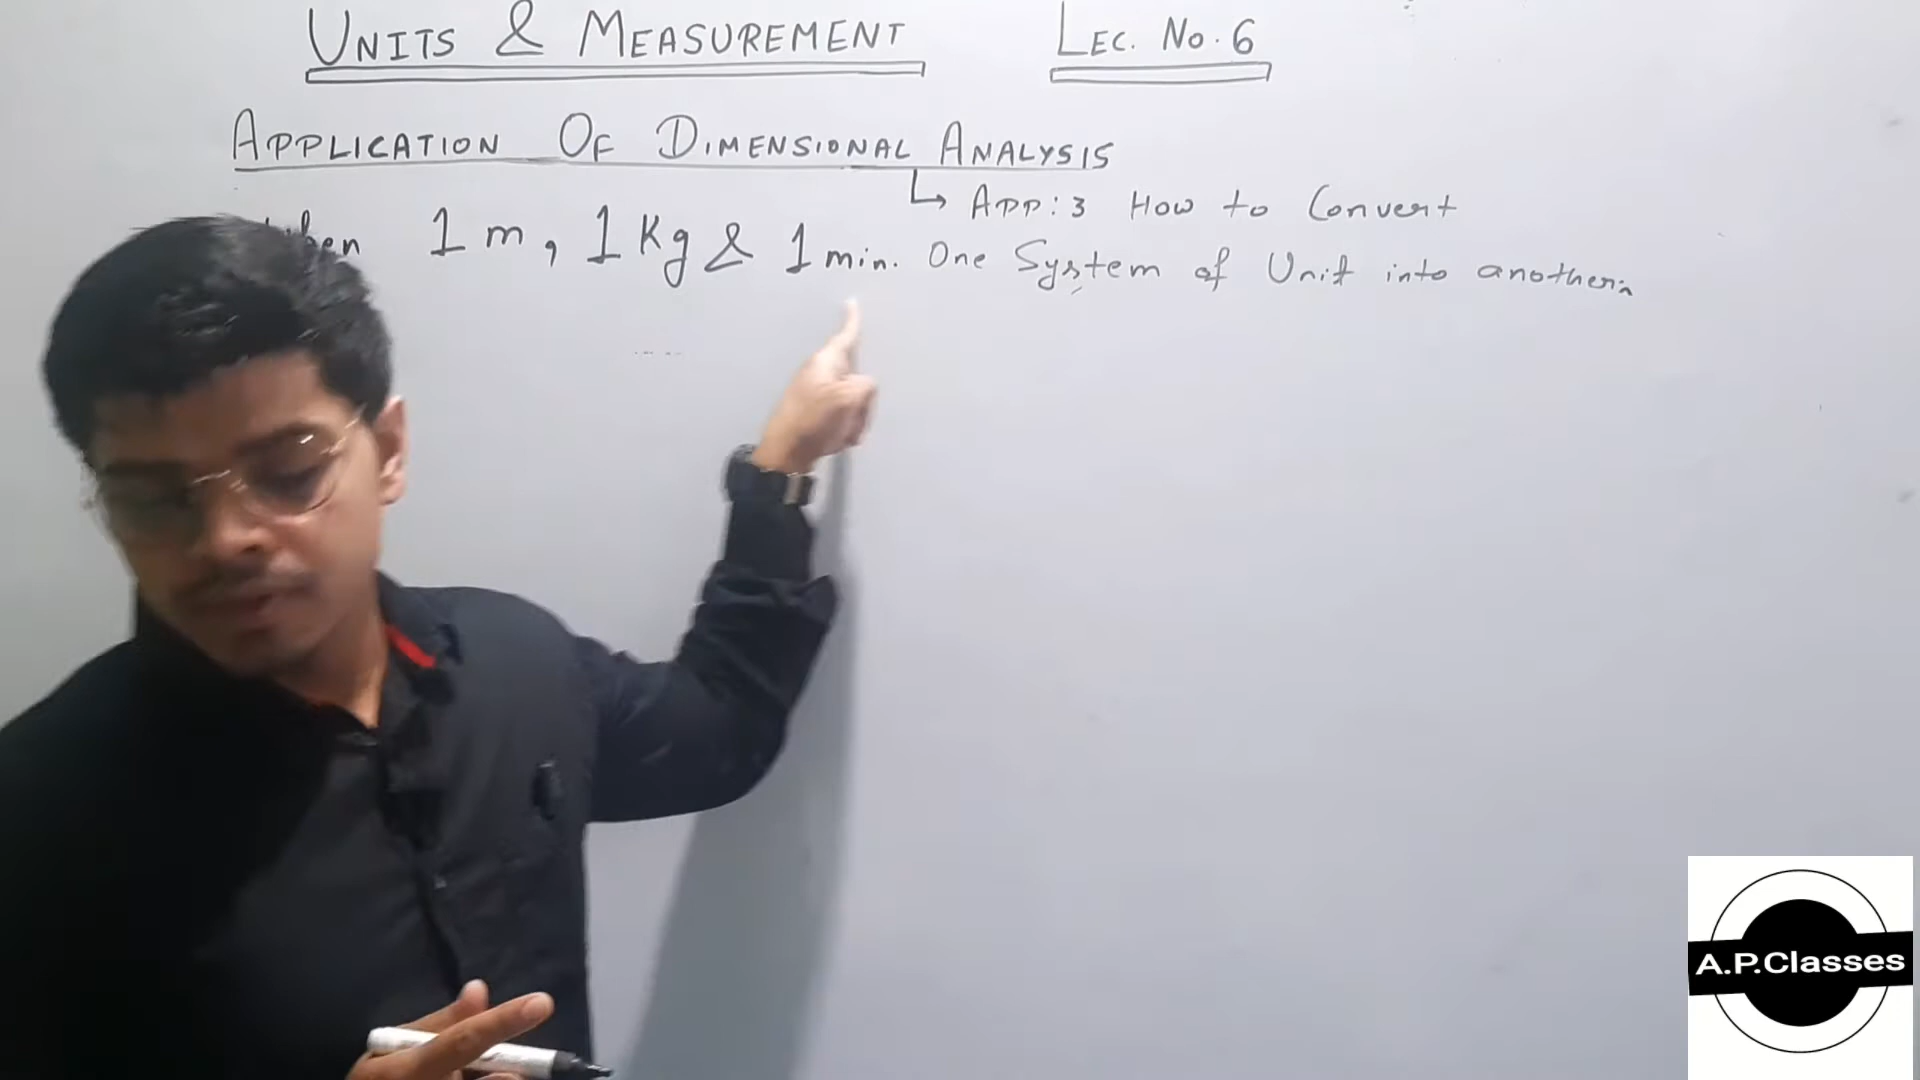 UNITS & MEASUREMENT LEC. No. 6
APPLICATION OF DIMENSIONAL ANALYSIS
↳ APP: 3 HOW to Convert
1 m, 1 Kg & 1 min. One System of Unit into another:
A.P.Classes